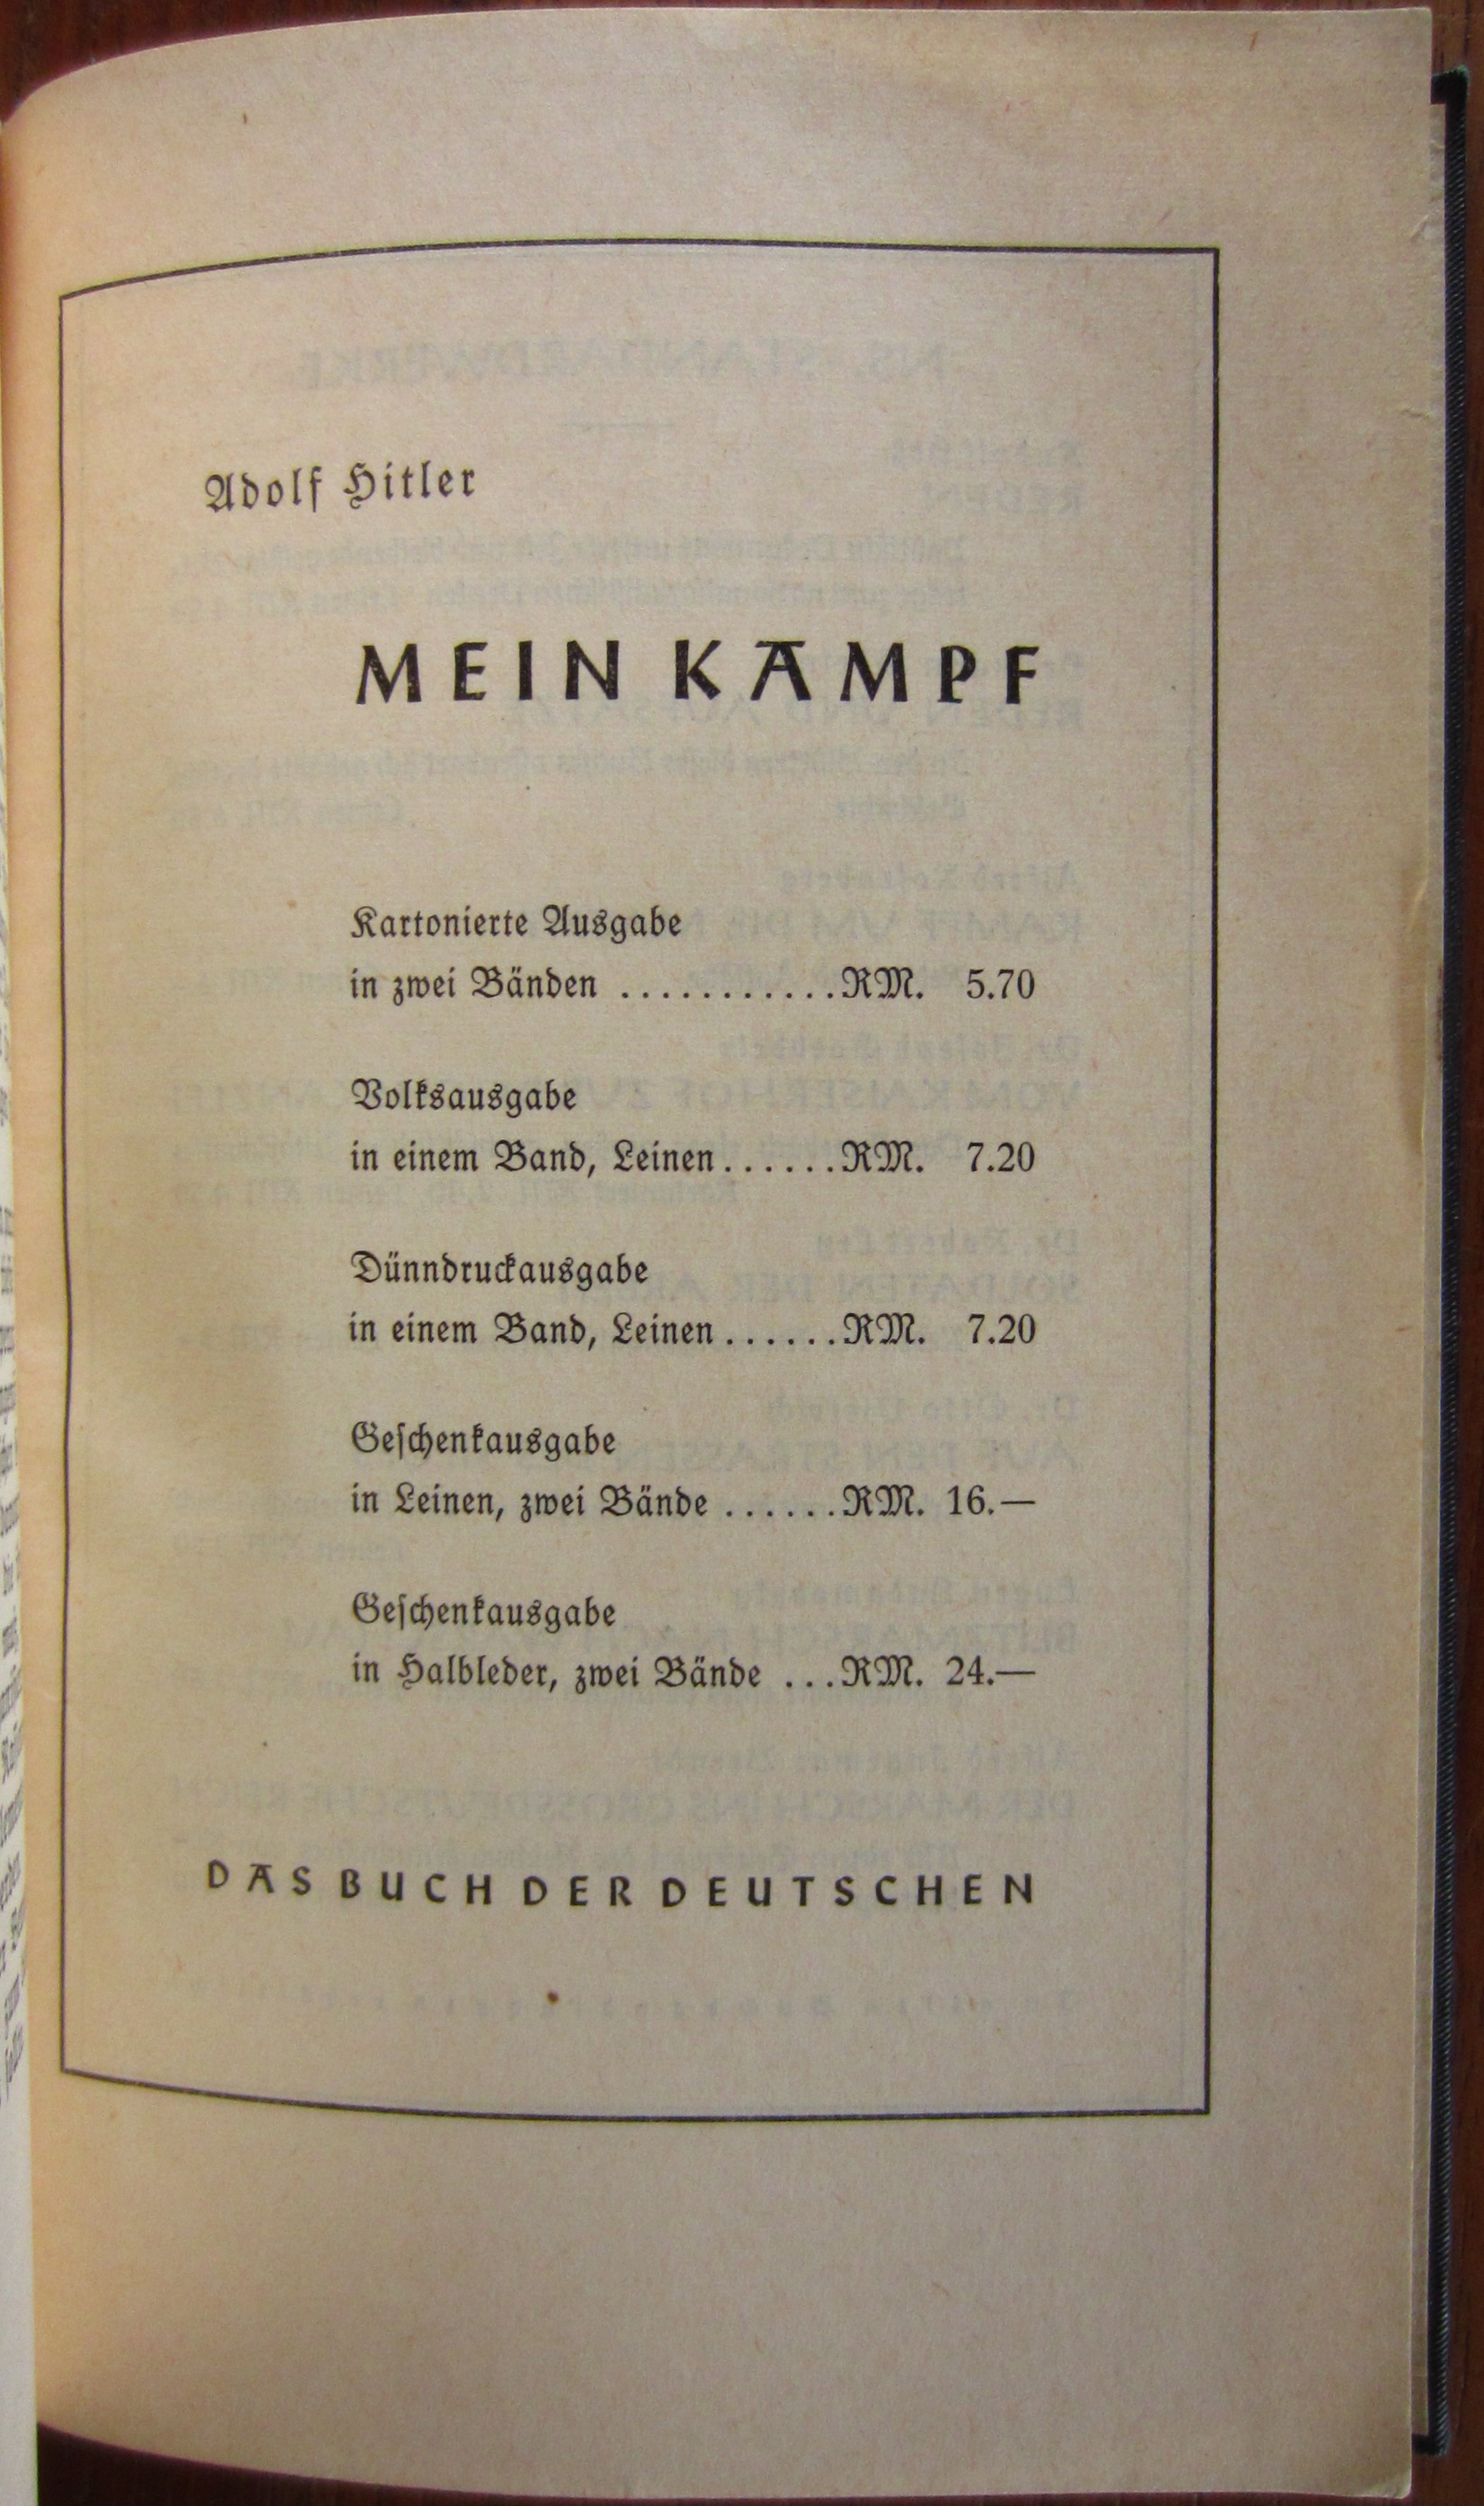 Adolf Hitler
MEIN KAMPF
Kartonierte Ausgabe
in zwei Bänden ...........RM. 5.70
Volksausgabe
in einem Band, Leinen......RM. 7.20
Dünndruckausgabe
in einem Band, Leinen......RM. 7.20
Geſchenkausgabe
in Leinen, zwei Bände ......RM. 16.—
Geſchenkausgabe
in Halbleder, zwei Bände ...RM. 24.—
DAS BUCH DER DEUTSCHEN